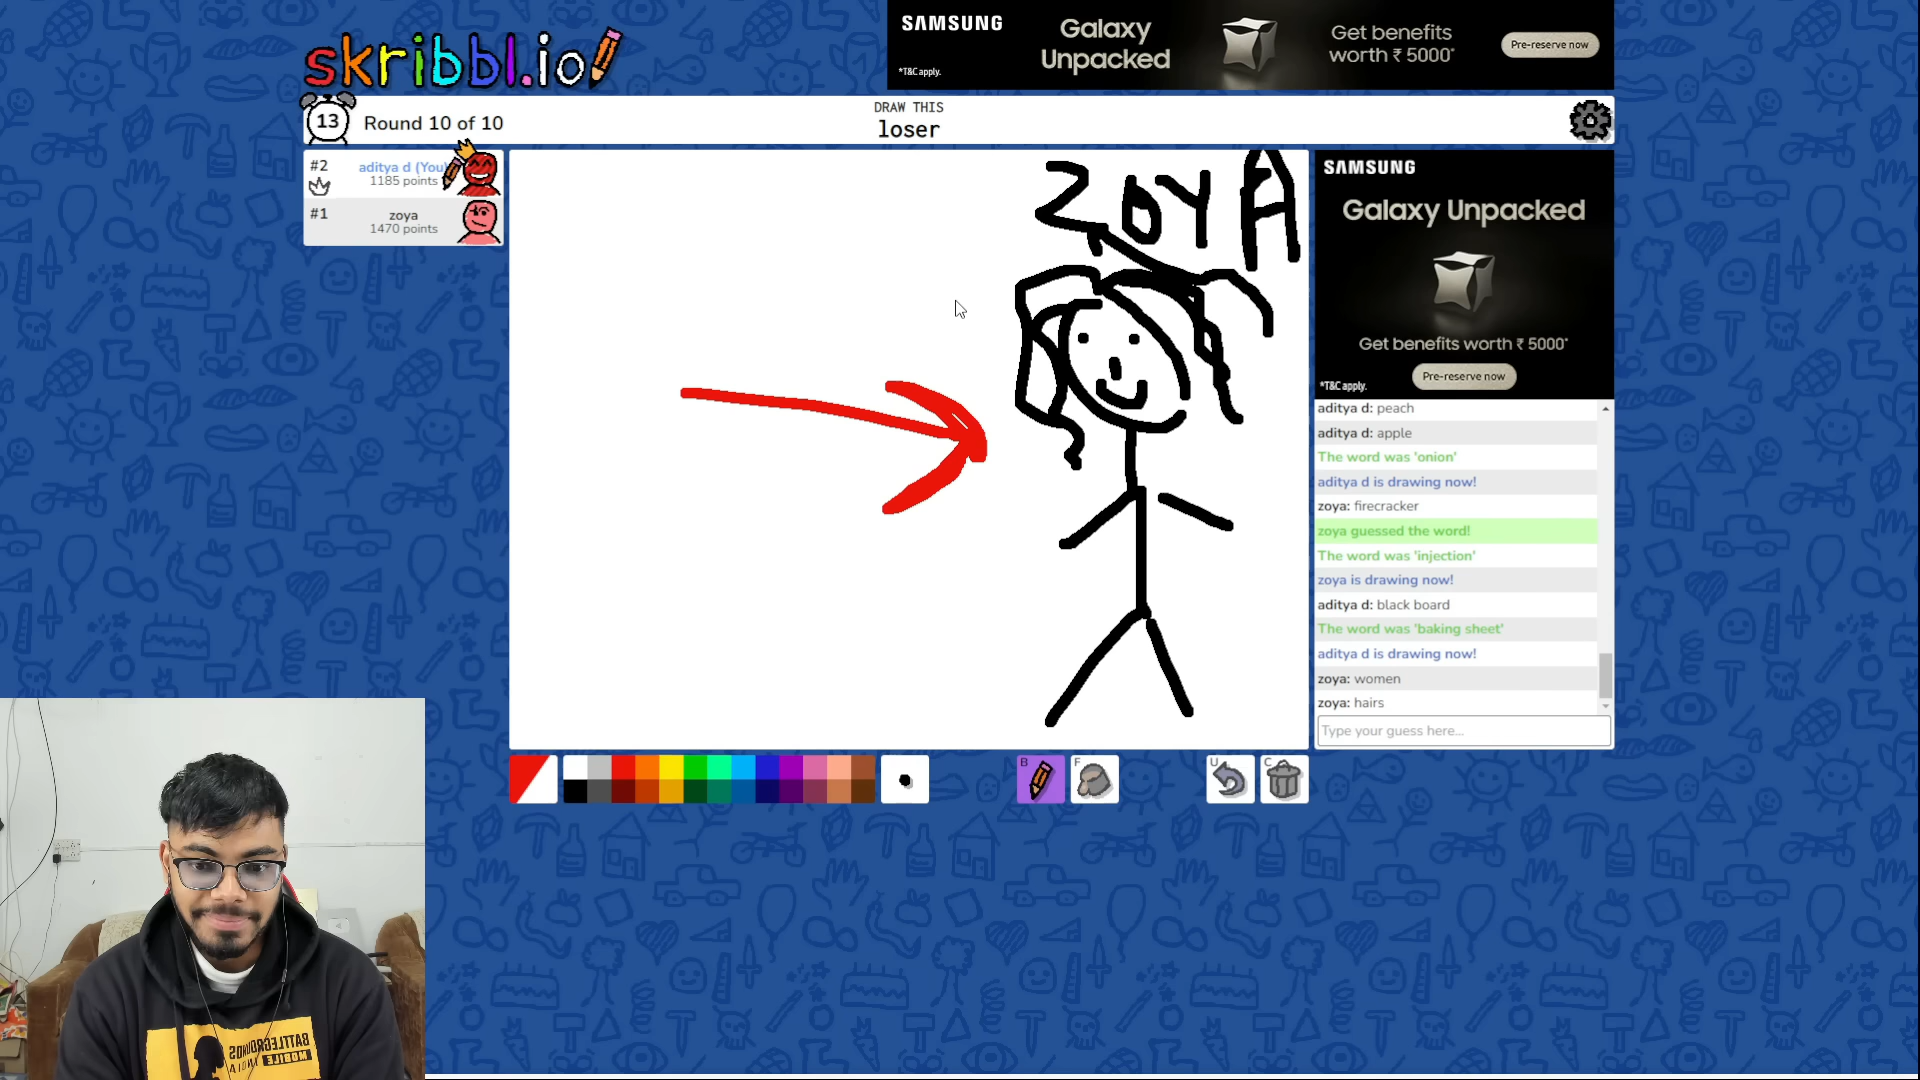 skribbl.io
SAMSUNG
*T&C apply.
Galaxy
Unpacked
Get benefits
worth ₹ 5000*
Pre-reserve now
13
Round 10 of 10
DRAW THIS
loser
#2
aditya d (You)
1185 points
#1
zoya
1470 points
ZOYA
SAMSUNG
Galaxy Unpacked
Get benefits worth ₹ 5000*
*T&C apply.
Pre-reserve now
aditya d: peach
aditya d: apple
The word was 'onion'
aditya d is drawing now!
zoya: firecracker
zoya guessed the word!
The word was 'injection'
zoya is drawing now!
aditya d: black board
The word was 'baking sheet'
aditya d is drawing now!
zoya: women
zoya: hairs
Type your guess here...
B
F
U
C
BATTLEGROUNDS
MOBILE INDIA